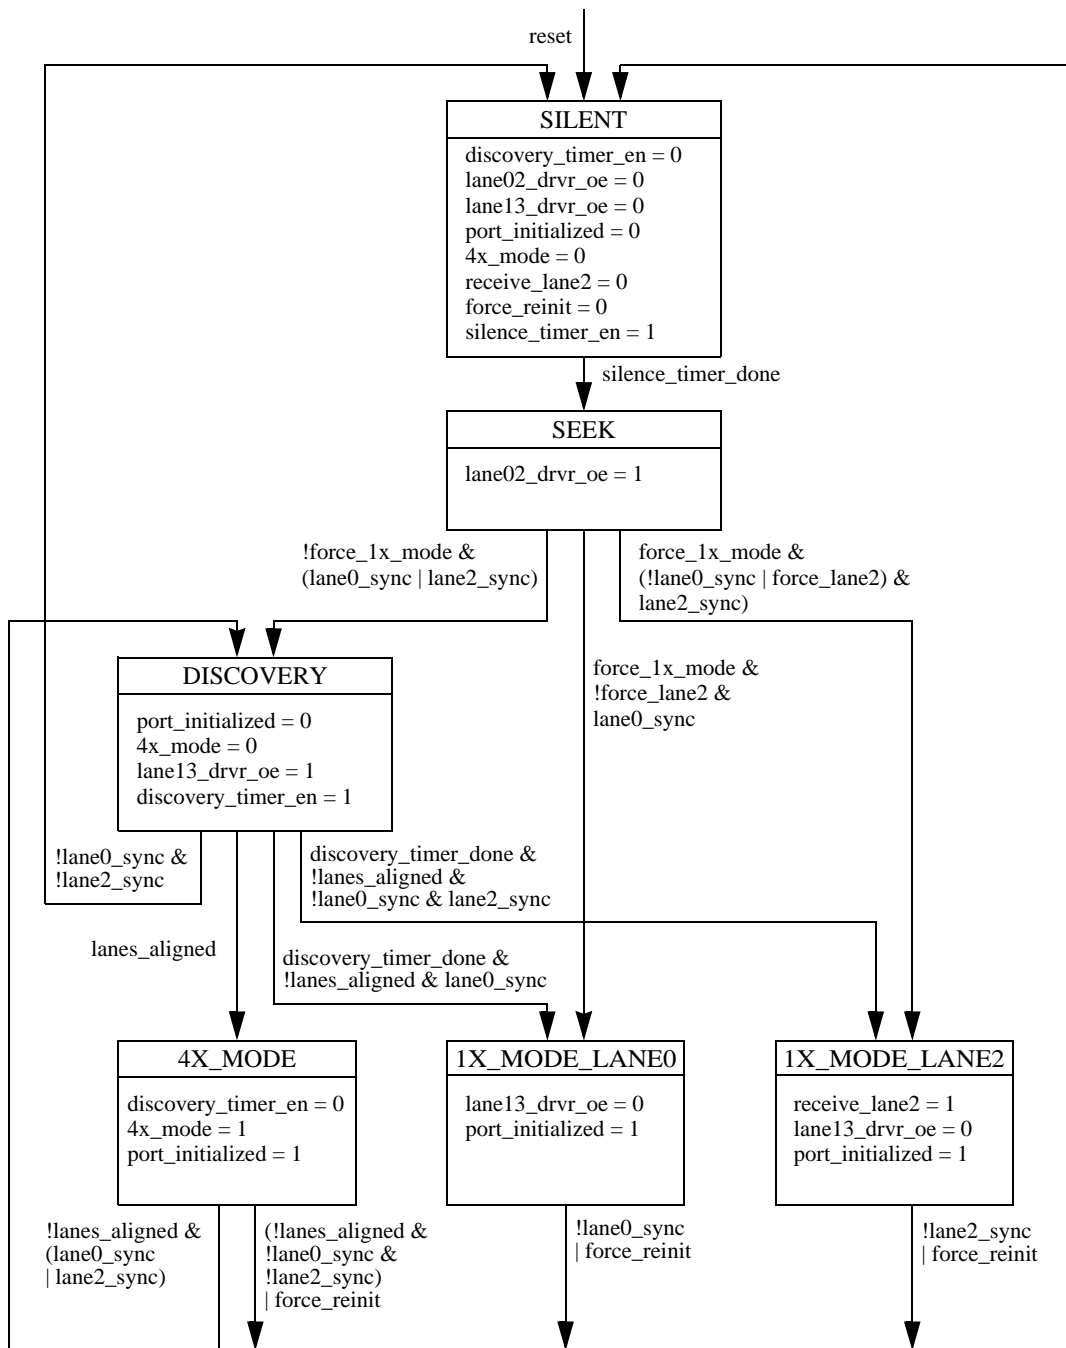 reset
SILENT
discovery_timer_en = 0
lane02_drvr_oe = 0
lane13_drvr_oe = 0
port_initialized = 0
4x_mode = 0
receive_lane2 = 0
force_reinit = 0
silence_timer_en = 1
silence_timer_done
SEEK
lane02_drvr_oe = 1
!force_1x_mode &
(lane0_sync | lane2_sync)
force_1x_mode &
(!lane0_sync | force_lane2) &
lane2_sync)
force_1x_mode &
!force_lane2 &
lane0_sync
DISCOVERY
port_initialized = 0
4x_mode = 0
lane13_drvr_oe = 1
discovery_timer_en = 1
!lane0_sync &
!lane2_sync
discovery_timer_done &
!lanes_aligned &
!lane0_sync & lane2_sync
lanes_aligned
discovery_timer_done &
!lanes_aligned & lane0_sync
4X_MODE
discovery_timer_en = 0
4x_mode = 1
port_initialized = 1
1X_MODE_LANE0
lane13_drvr_oe = 0
port_initialized = 1
1X_MODE_LANE2
receive_lane2 = 1
lane13_drvr_oe = 0
port_initialized = 1
!lanes_aligned &
(lane0_sync
| lane2_sync)
(!lanes_aligned &
!lane0_sync &
!lane2_sync)
| force_reinit
!lane0_sync
| force_reinit
!lane2_sync
| force_reinit